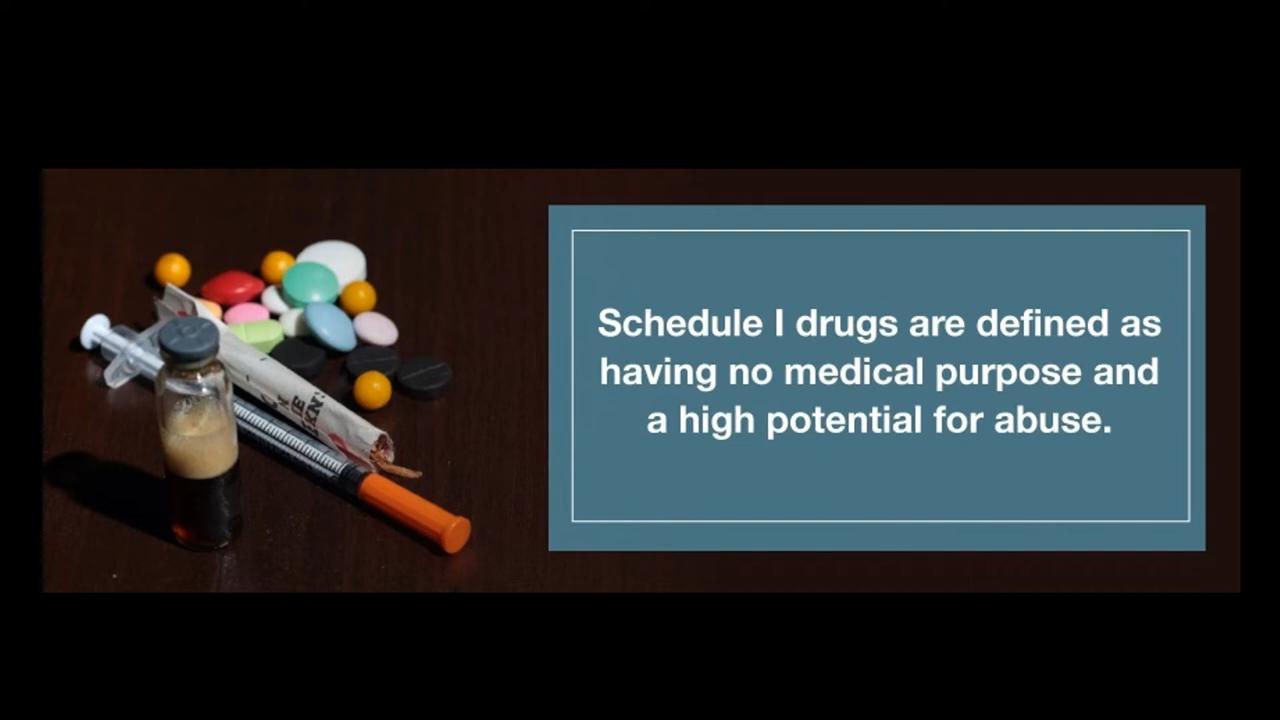 Schedule I drugs are defined as
having no medical purpose and
a high potential for abuse.